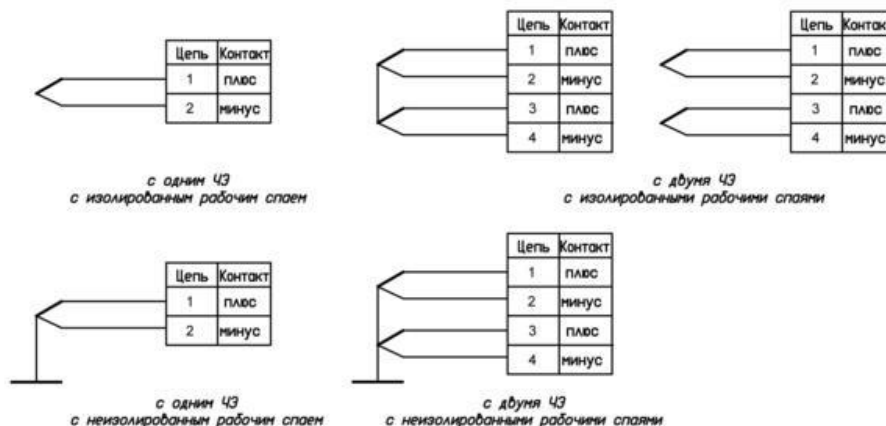 Цепь Контакт
1 плюс
2 минус
с одним ЧЭ
с изолированным рабочим спаем
Цепь Контакт
1 плюс
2 минус
3 плюс
4 минус
Цепь Контакт
1 плюс
2 минус
3 плюс
4 минус
с двумя ЧЭ
с изолированными рабочими спаями
Цепь Контакт
1 плюс
2 минус
с одним ЧЭ
с неизолированным рабочим спаем
Цепь Контакт
1 плюс
2 минус
3 плюс
4 минус
с двумя ЧЭ
с неизолированными рабочими спаями